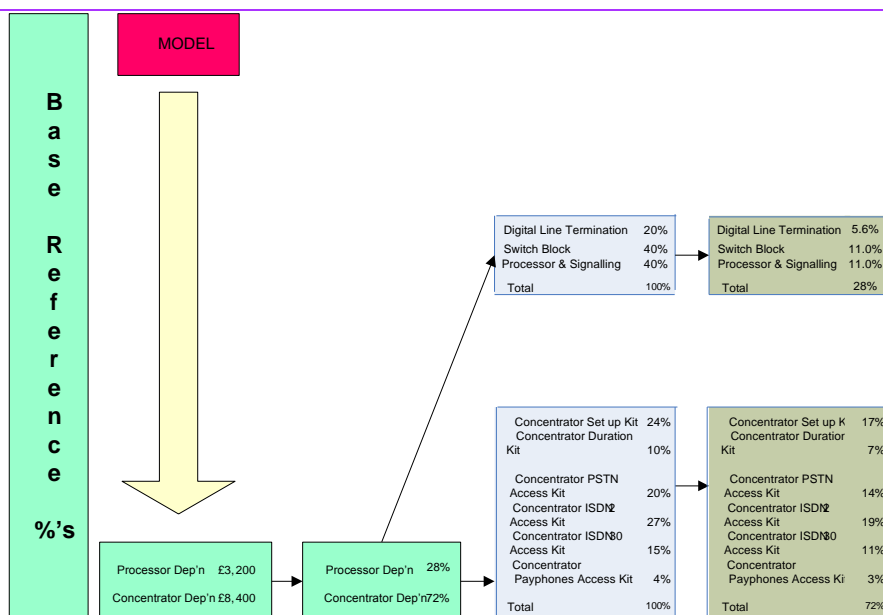 MODEL
Base Reference %'s
Digital Line Termination 20%
Switch Block 40%
Processor & Signalling 40%
Total 100%
Digital Line Termination 5.6%
Switch Block 11.0%
Processor & Signalling 11.0%
Total 28%
Concentrator Set up Kit 24%
Concentrator Duration
Kit 10%
Concentrator PSTN
Access Kit 20%
Concentrator ISDN2
Access Kit 27%
Concentrator ISDN30
Access Kit 15%
Concentrator
Payphones Access Kit 4%
Total 100%
Concentrator Set up K 17%
Concentrator Duration
Kit 7%
Concentrator PSTN
Access Kit 14%
Concentrator ISDN2
Access Kit 19%
Concentrator ISDN30
Access Kit 11%
Concentrator
Payphones Access Ki 3%
Total 72%
Processor Dep'n £3,200
Concentrator Dep'n £8,400
Processor Dep'n 28%
Concentrator Dep'n 72%